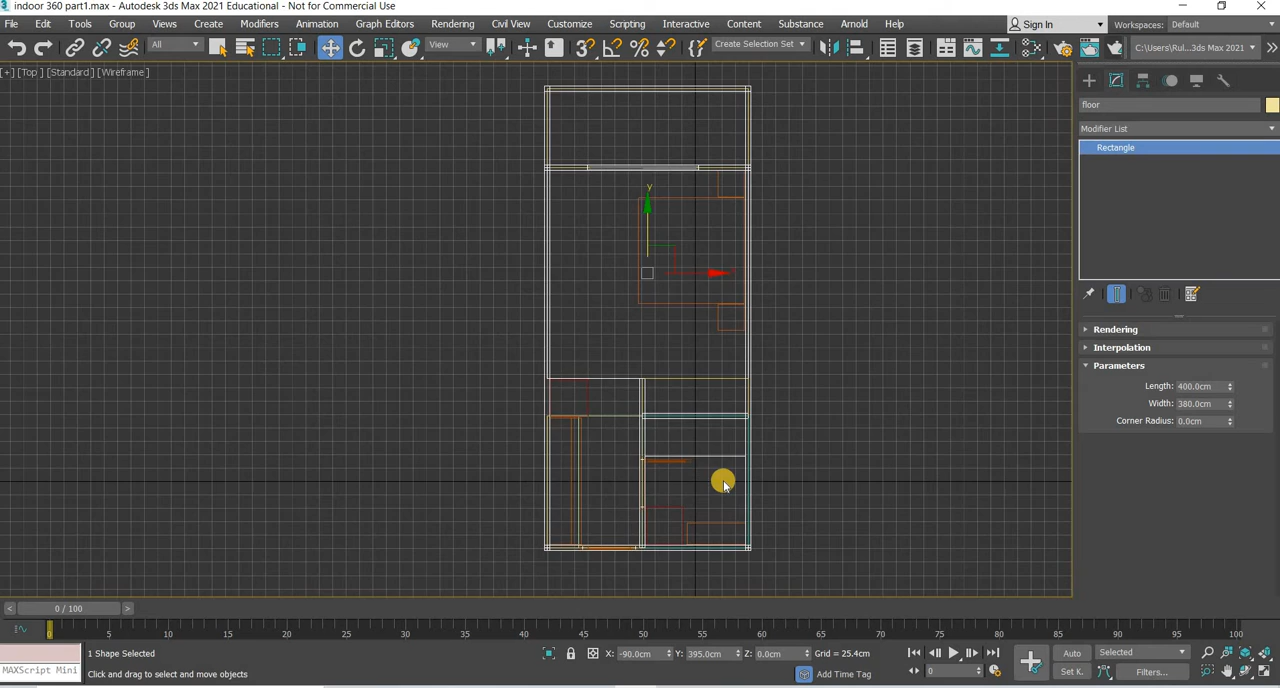 indoor 360 part1.max - Autodesk 3ds Max 2021 Educational - Not for Commercial Use
File Edit Tools Group Views Create Modifiers Animation Graph Editors Rendering Civil View Customize Scripting Interactive Content Substance Arnold Help Sign In Workspaces: Default
All View Create Selection Set C:\Users\Rul...3ds Max 2021 »
[+] [Top ] [Standard ] [Wireframe ]
floor
Modifier List
Rectangle
y
Rendering
Interpolation
Parameters
Length: 400.0cm
Width: 380.0cm
Corner Radius: 0.0cm
< 0 / 100 >
0 5 10 15 20 25 30 35 40 45 50 55 60 65 70 75 80 85 90 95 100
1 Shape Selected X: -90.0cm Y: 395.0cm Z: 0.0cm Grid = 25.4cm Auto Selected
MAXScript Mini Click and drag to select and move objects Add Time Tag 0 Set K. Filters...